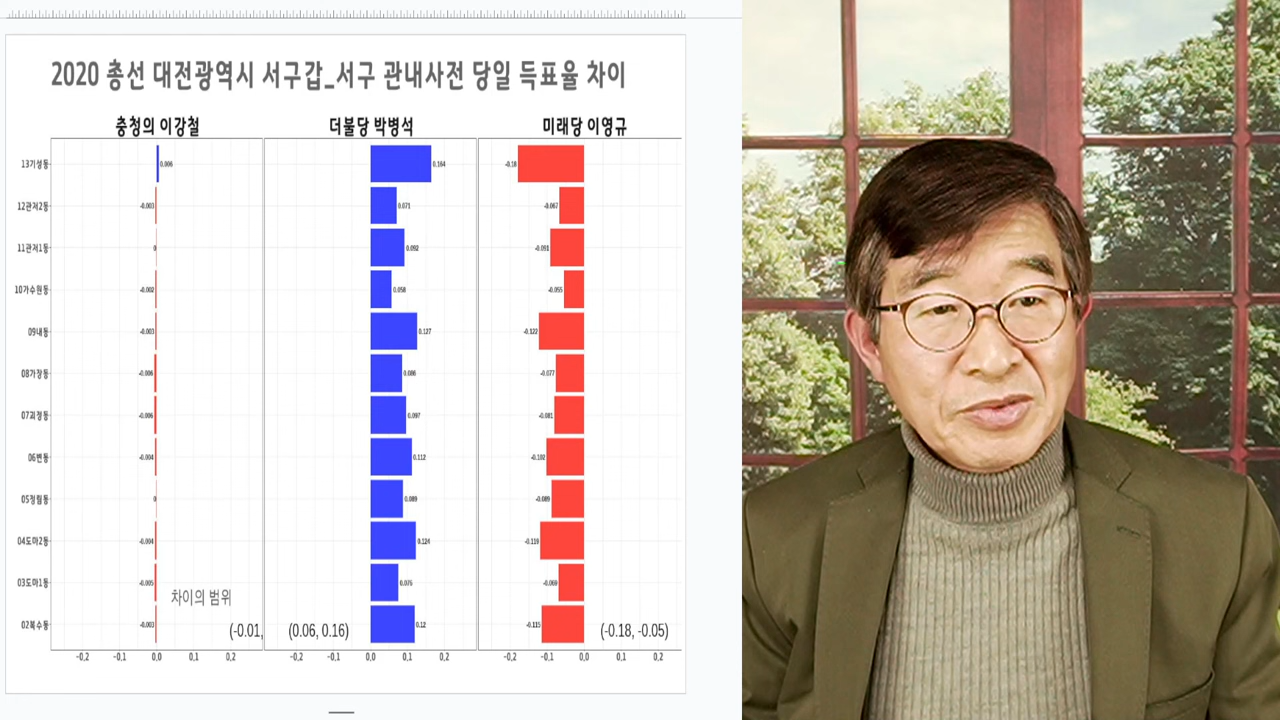 2020 총선 대전광역시 서구갑_서구 관내사전 당일 득표율 차이
충청의 이강철 더불당 박병석 미래당 이영규
13기성동 0.006 0.164 -0.18
12관저2동 -0.003 0.071 -0.067
11관저1동 0 0.092 -0.091
10가수원동 -0.002 0.058 -0.055
09내동 -0.003 0.127 -0.122
08가장동 -0.006 0.086 -0.077
07괴정동 -0.006 0.097 -0.081
06변동 -0.004 0.112 -0.102
05정림동 0 0.089 -0.089
04도마2동 -0.004 0.124 -0.119
03도마1동 -0.005 0.075 -0.069
차이의 범위
02복수동 -0.003 0.12 -0.115
(-0.01, (0.06, 0.16) (-0.18, -0.05)
-0,2 -0,1 0,0 0,1 0,2 -0,2 -0,1 0,0 0,1 0,2 -0,2 -0,1 0,0 0,1 0,2